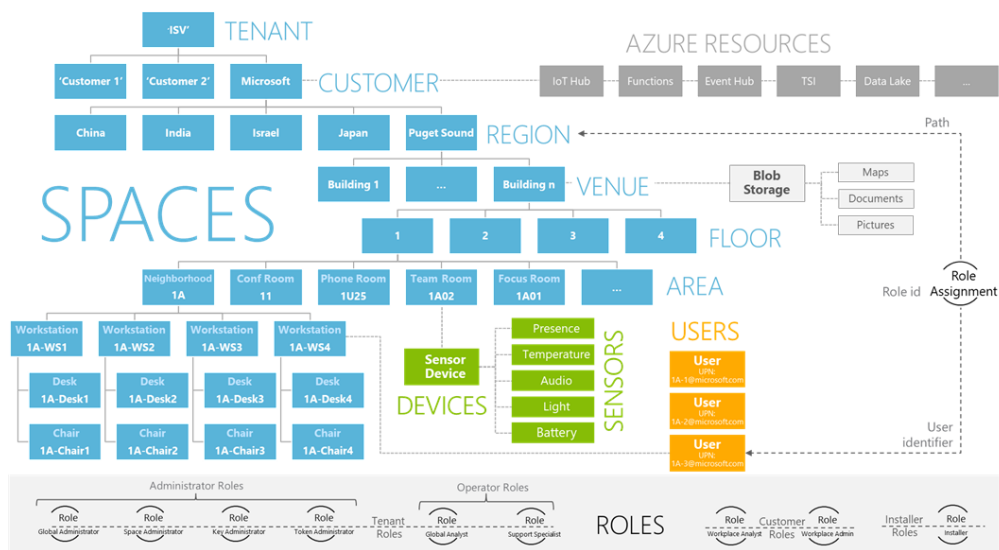 'ISV'
TENANT
AZURE RESOURCES
'Customer 1'
'Customer 2'
Microsoft
CUSTOMER
IoT Hub
Functions
Event Hub
TSI
Data Lake
...
China
India
Israel
Japan
Puget Sound
REGION
Path
Building 1
...
Building n
VENUE
Blob
Storage
Maps
Documents
Pictures
SPACES
1
2
3
4
FLOOR
Neighborhood
1A
Conf Room
11
Phone Room
1U25
Team Room
1A02
Focus Room
1A01
...
AREA
Role id
Role
Assignment
Workstation
1A-WS1
Workstation
1A-WS2
Workstation
1A-WS3
Workstation
1A-WS4
Sensor
Device
DEVICES
Presence
Temperature
Audio
Light
Battery
SENSORS
USERS
User
UPN:
1A-1@microsoft.com
User
UPN:
1A-2@microsoft.com
User
UPN:
1A-3@microsoft.com
User
identifier
Desk
1A-Desk1
Desk
1A-Desk2
Desk
1A-Desk3
Desk
1A-Desk4
Chair
1A-Chair1
Chair
1A-Chair2
Chair
1A-Chair3
Chair
1A-Chair4
Administrator Roles
Role
Global Administrator
Role
Space Administrator
Role
Key Administrator
Role
Token Administrator
Tenant
Roles
Operator Roles
Role
Global Analyst
Role
Support Specialist
ROLES
Role
Workplace Analyst
Customer
Roles
Role
Workplace Admin
Installer
Roles
Role
Installer